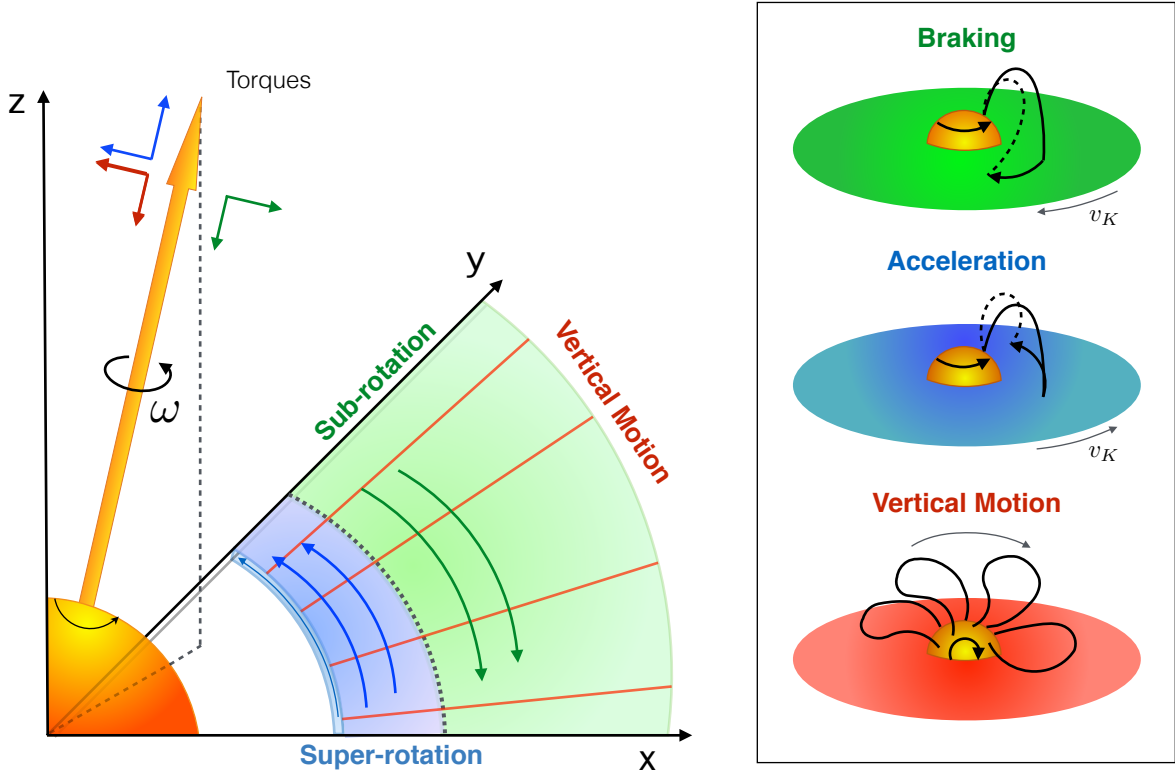 Torques
z
ω
y
Sub-rotation
Vertical Motion
Super-rotation
x
Braking
v_K
Acceleration
v_K
Vertical Motion